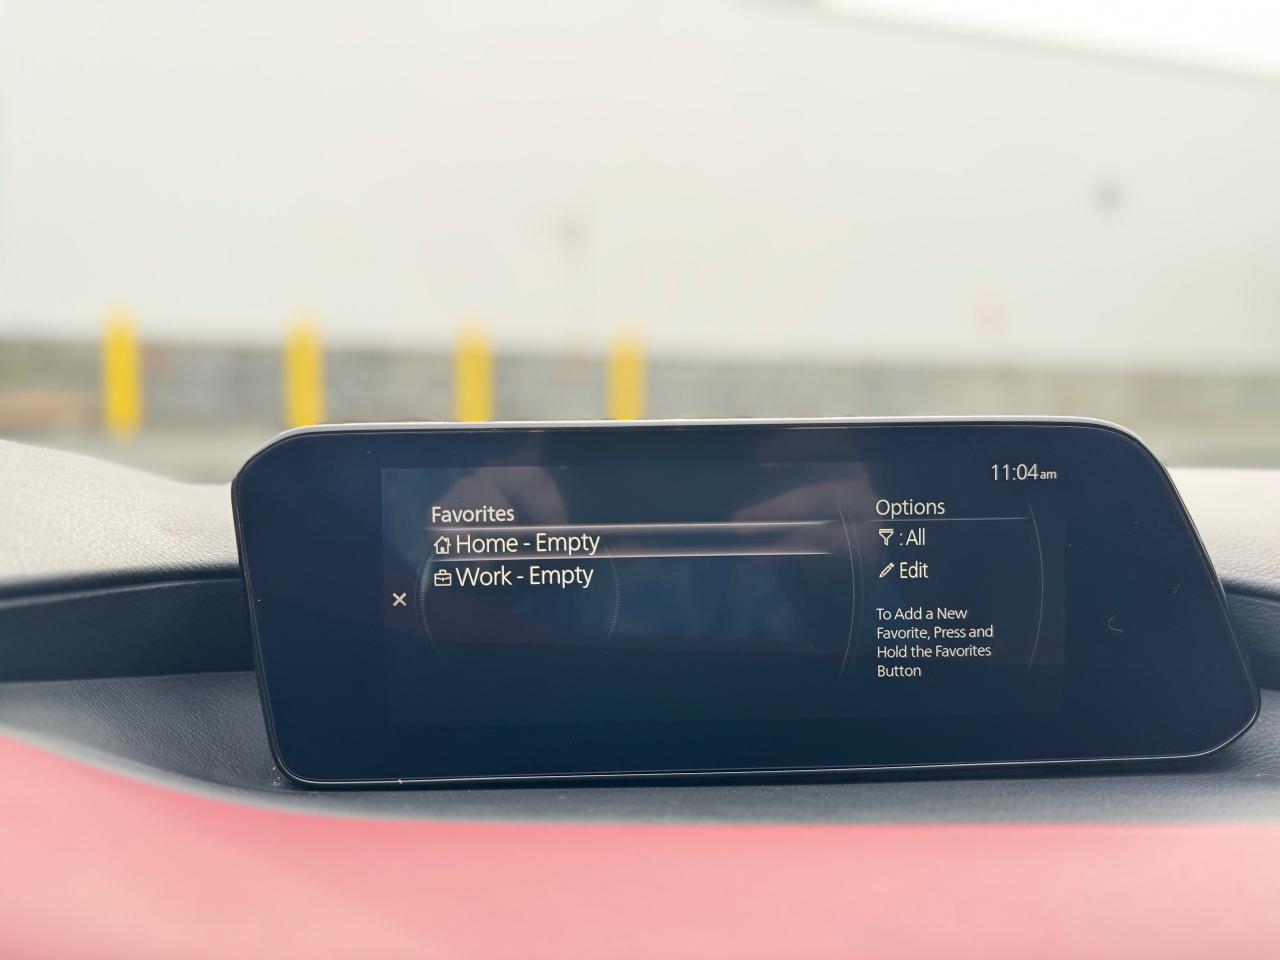 11:04am
Favorites
Home - Empty
Work - Empty
Options
: All
Edit
To Add a New
Favorite, Press and
Hold the Favorites
Button